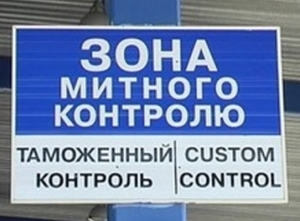 ЗОНА
МИТНОГО
КОНТРОЛЮ
ТАМОЖЕННЫЙ CUSTOM
КОНТРОЛЬ CONTROL